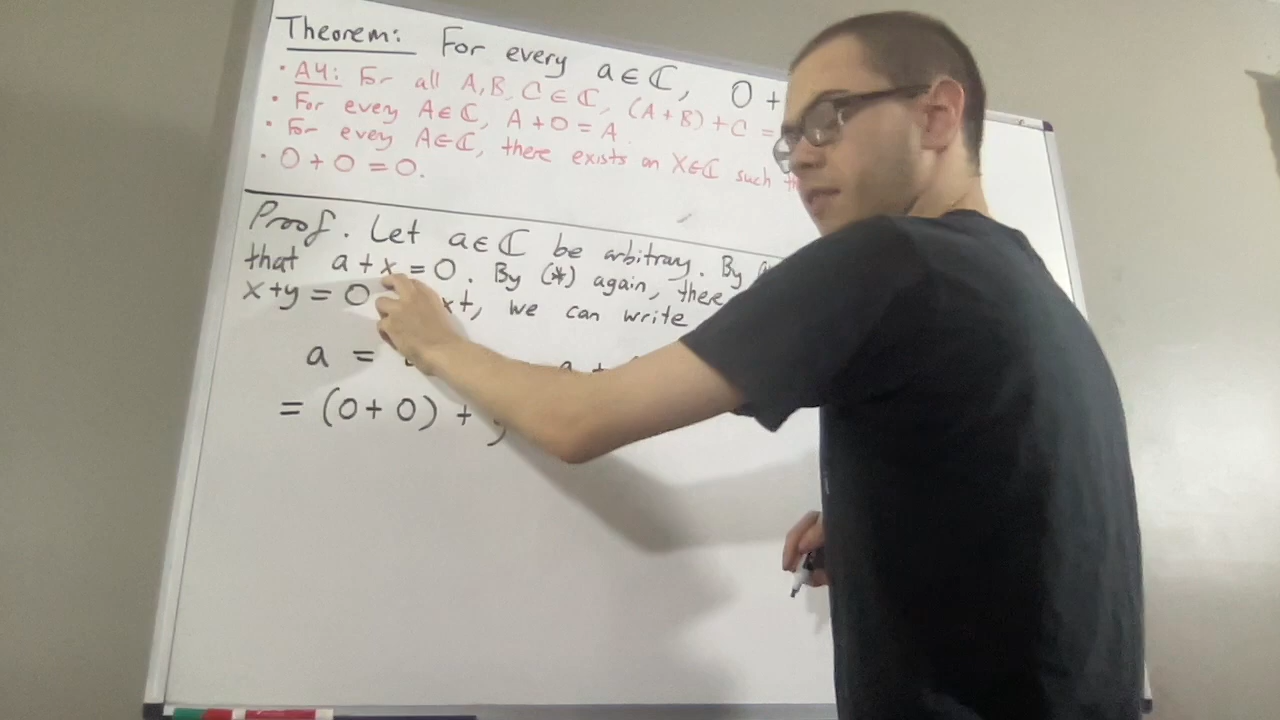 Theorem: For every a ∈ ℂ, 0 +
• A4: For all A, B, C ∈ ℂ, (A + B) + C =
• For every A ∈ ℂ, A + 0 = A
• For every A ∈ ℂ, there exists an X ∈ ℂ such
• 0 + 0 = 0.
Proof. Let a ∈ ℂ be arbitrary. By
that a + x = 0. By (*) again, there
x + y = 0 we can write
a = a +
= (0 + 0) + y